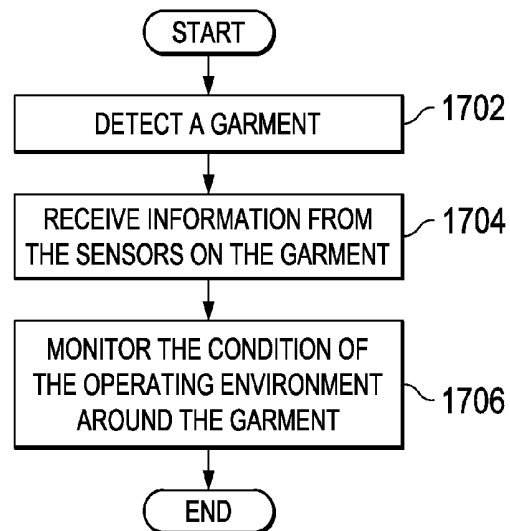 START
DETECT A GARMENT
1702
RECEIVE INFORMATION FROM
THE SENSORS ON THE GARMENT
1704
MONITOR THE CONDITION OF
THE OPERATING ENVIRONMENT
AROUND THE GARMENT
1706
END